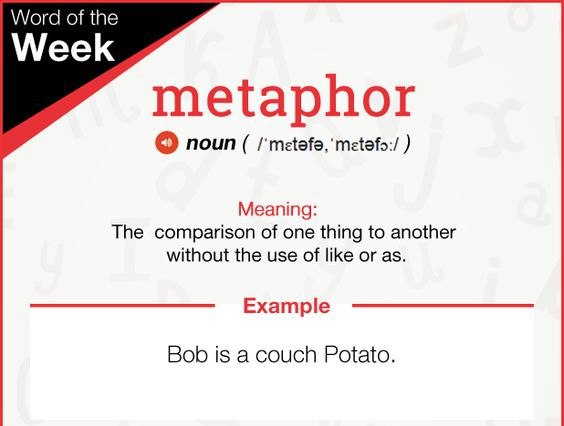 Word of the
Week
metaphor
noun ( /ˈmɛtəfə,ˈmɛtəfɔː/ )
Meaning:
The comparison of one thing to another
without the use of like or as.
Example
Bob is a couch Potato.